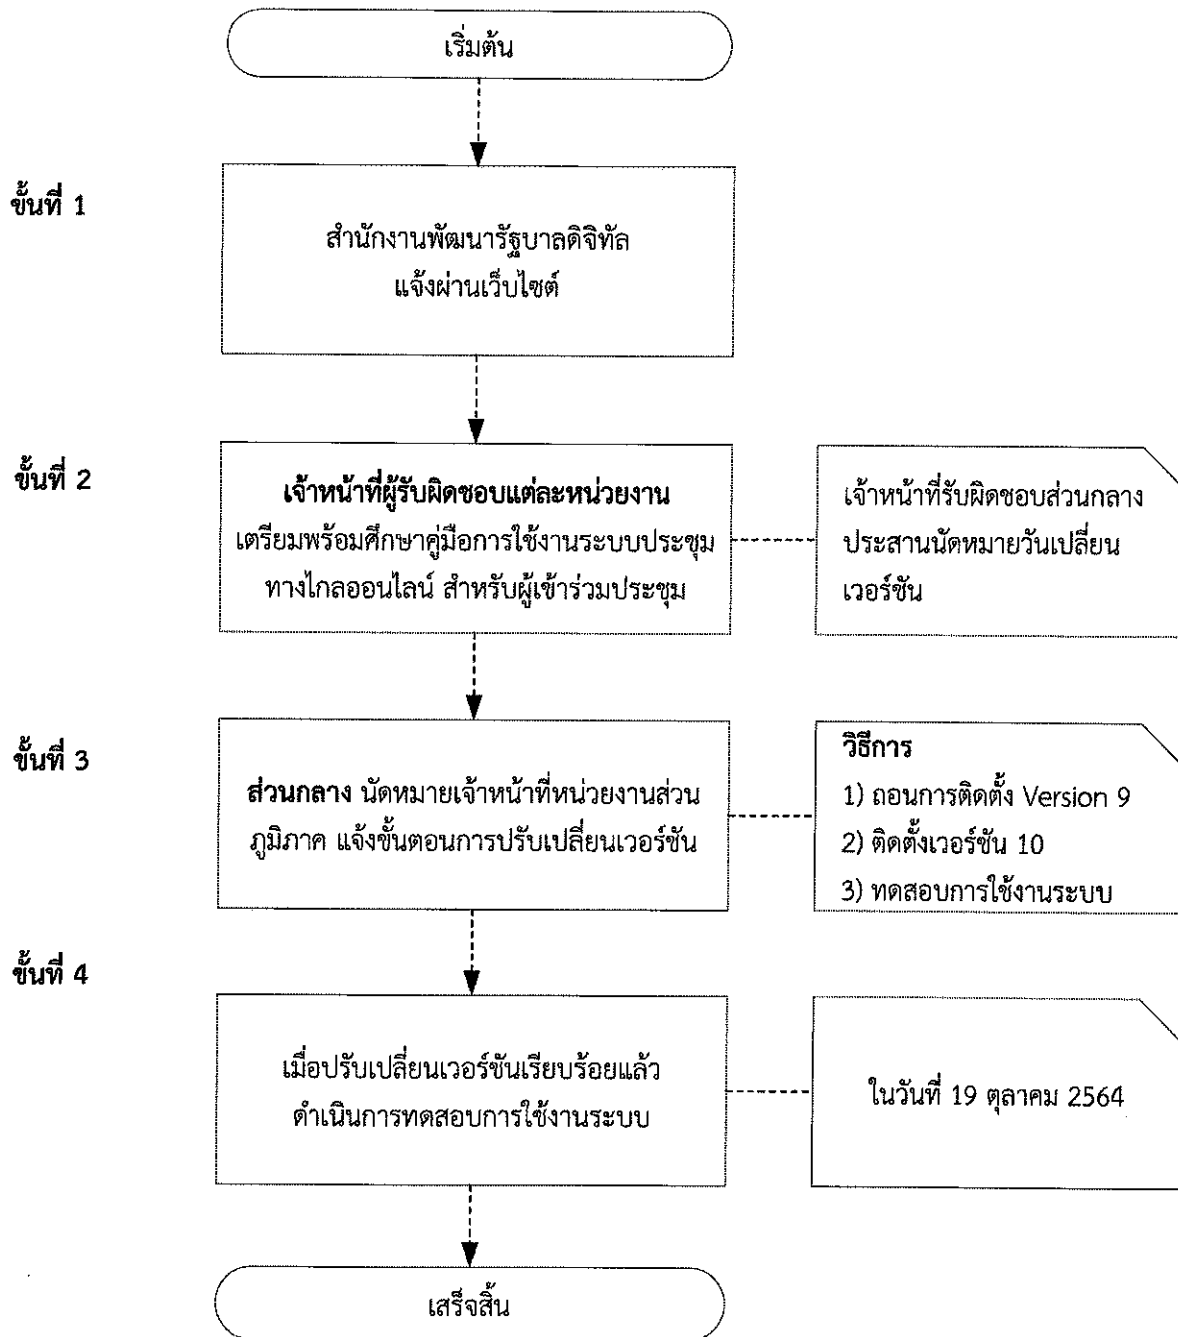 เริ่มต้น
ขั้นที่ 1
สำนักงานพัฒนารัฐบาลดิจิทัล
แจ้งผ่านเว็บไซต์
ขั้นที่ 2
เจ้าหน้าที่ผู้รับผิดชอบแต่ละหน่วยงาน
เตรียมพร้อมศึกษาคู่มือการใช้งานระบบประชุม
ทางไกลออนไลน์ สำหรับผู้เข้าร่วมประชุม
เจ้าหน้าที่รับผิดชอบส่วนกลาง
ประสานนัดหมายวันเปลี่ยน
เวอร์ชัน
ขั้นที่ 3
ส่วนกลาง นัดหมายเจ้าหน้าที่หน่วยงานส่วน
ภูมิภาค แจ้งขั้นตอนการปรับเปลี่ยนเวอร์ชัน
วิธีการ
1) ถอนการติดตั้ง Version 9
2) ติดตั้งเวอร์ชัน 10
3) ทดสอบการใช้งานระบบ
ขั้นที่ 4
เมื่อปรับเปลี่ยนเวอร์ชันเรียบร้อยแล้ว
ดำเนินการทดสอบการใช้งานระบบ
ในวันที่ 19 ตุลาคม 2564
เสร็จสิ้น